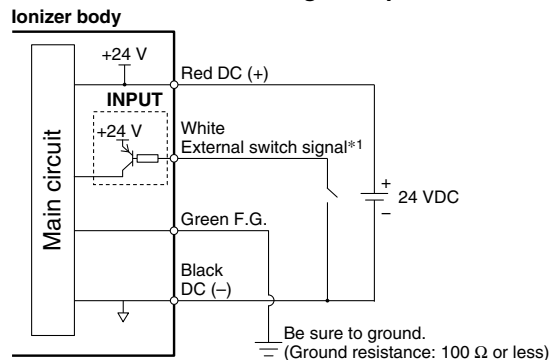 Ionizer body
+24 V
Red DC (+)
INPUT
+24 V
White
External switch signal*1
Main circuit
+
24 VDC
−
Green F.G.
Black
DC (–)
Be sure to ground.
(Ground resistance: 100 Ω or less)